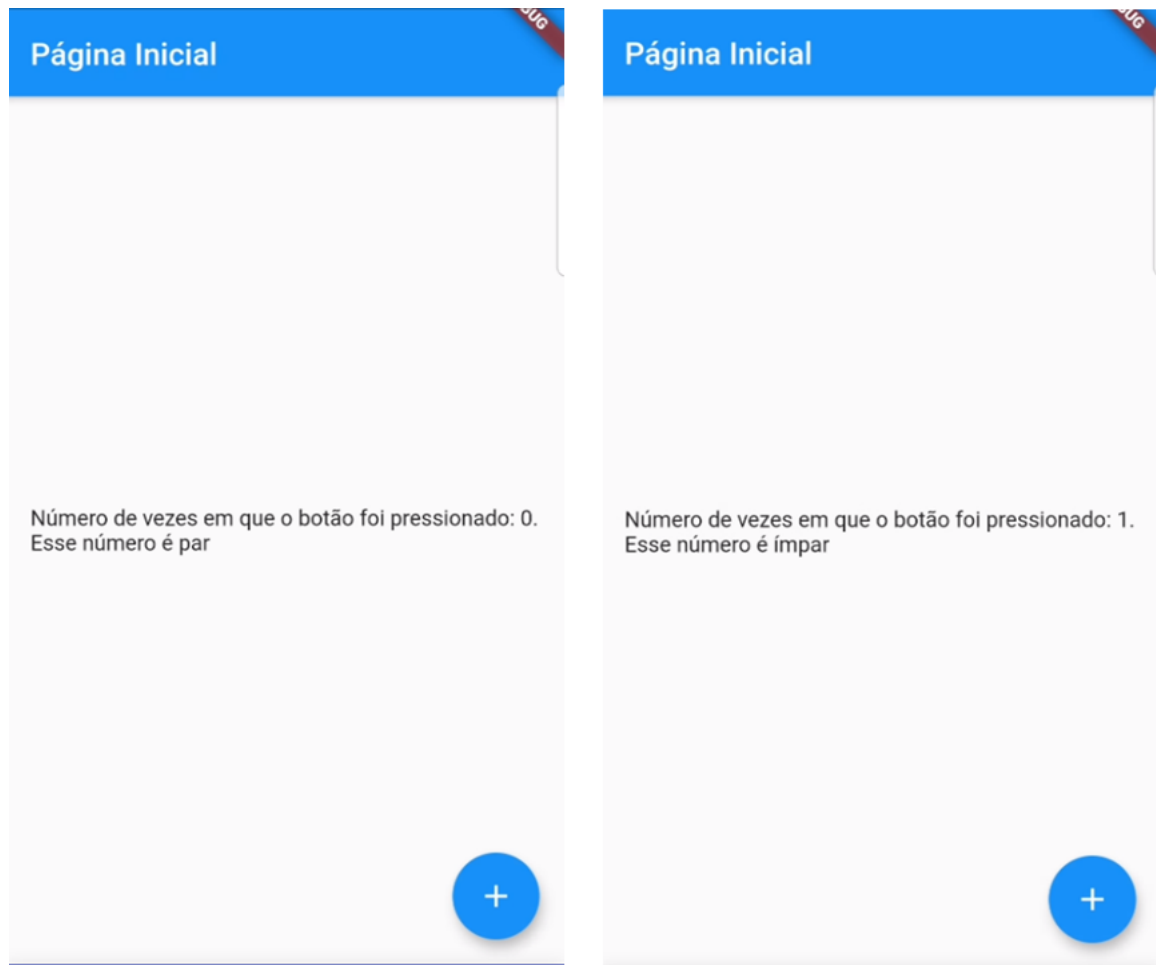 Página Inicial
Número de vezes em que o botão foi pressionado: 0.
Esse número é par
+
Página Inicial
Número de vezes em que o botão foi pressionado: 1.
Esse número é ímpar
+